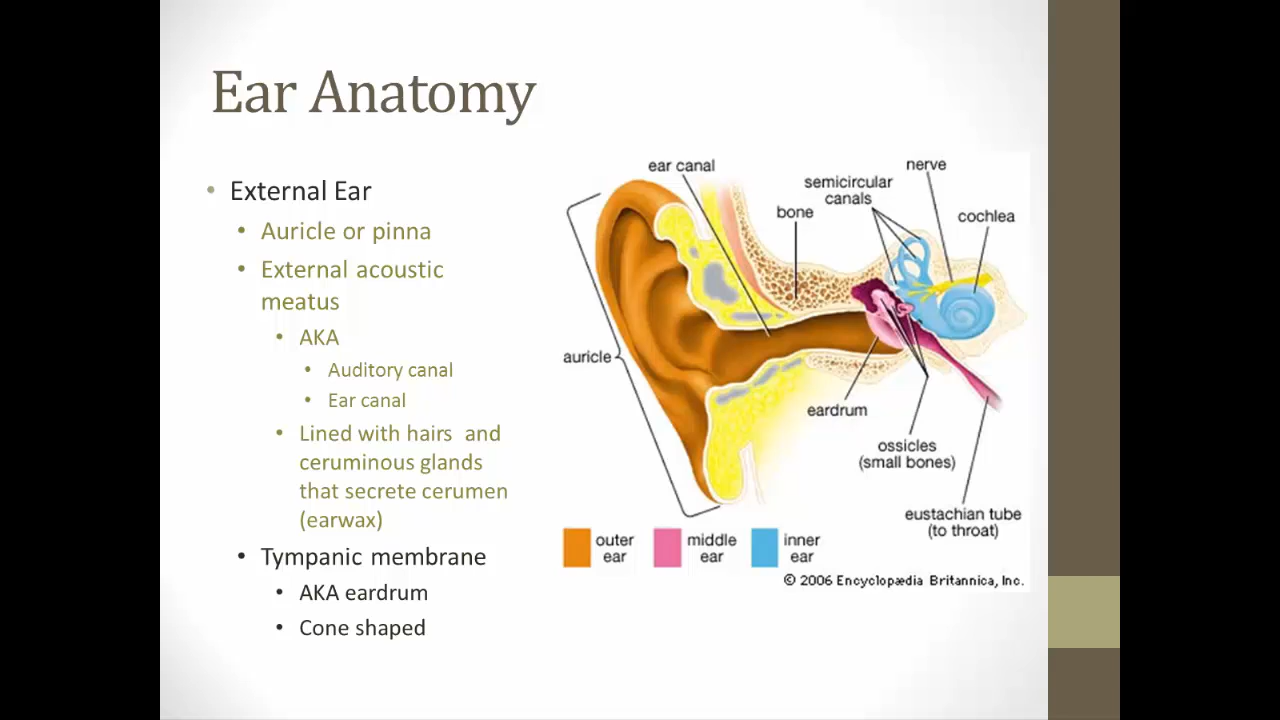 Ear Anatomy
• External Ear
• Auricle or pinna
• External acoustic
meatus
• AKA
• Auditory canal
• Ear canal
• Lined with hairs and
ceruminous glands
that secrete cerumen
(earwax)
• Tympanic membrane
• AKA eardrum
• Cone shaped
ear canal
nerve
semicircular
canals
bone
cochlea
auricle
eardrum
ossicles
(small bones)
eustachian tube
(to throat)
outer
ear
middle
ear
inner
ear
© 2006 Encyclopædia Britannica, Inc.